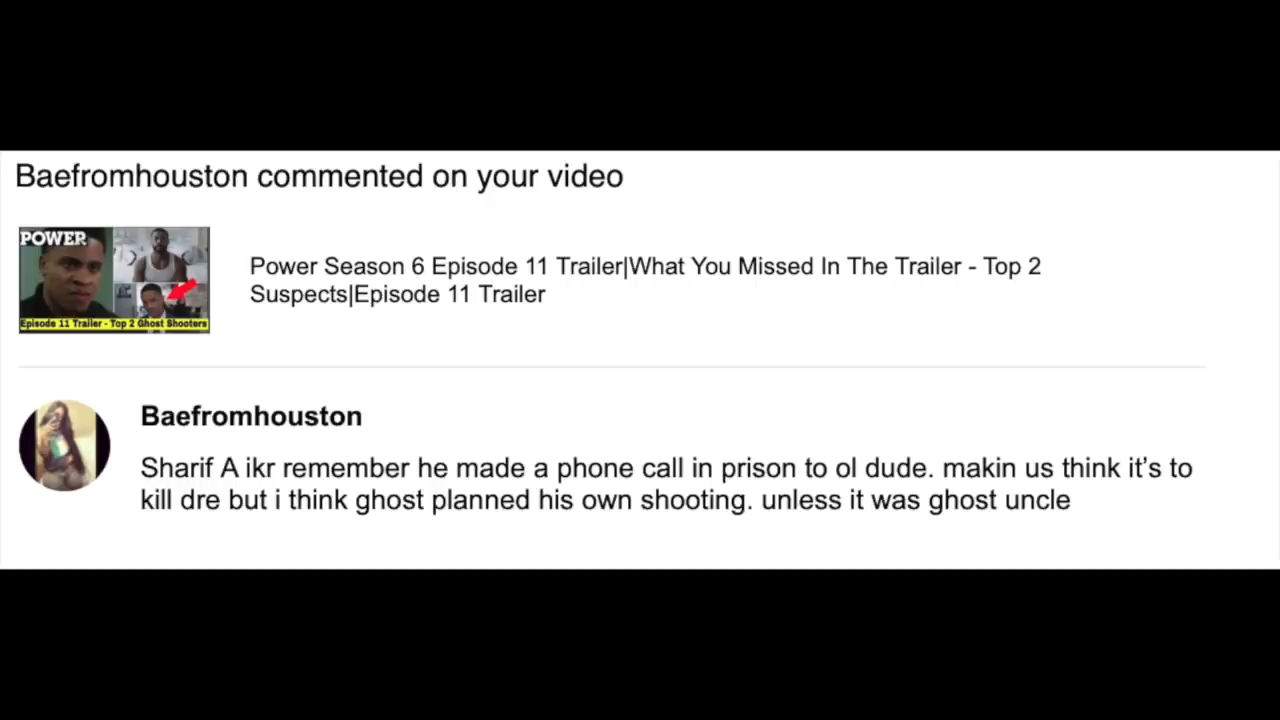 Baefromhouston commented on your video
POWER
Episode 11 Trailer - Top 2 Ghost Shooters
Power Season 6 Episode 11 Trailer|What You Missed In The Trailer - Top 2
Suspects|Episode 11 Trailer
Baefromhouston
Sharif A ikr remember he made a phone call in prison to ol dude. makin us think it’s to
kill dre but i think ghost planned his own shooting. unless it was ghost uncle